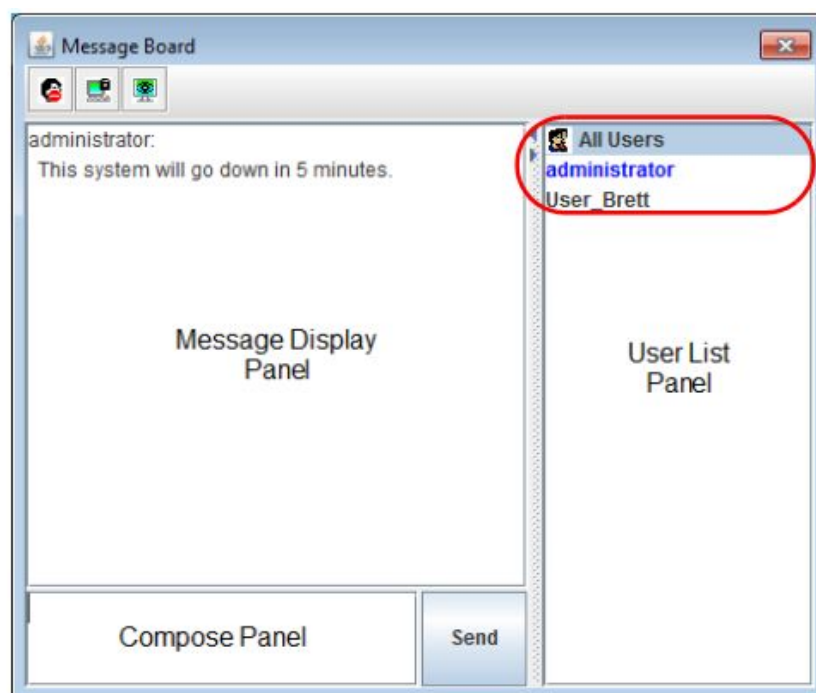 Message Board
administrator:
This system will go down in 5 minutes.
Message Display
Panel
Compose Panel
Send
All Users
administrator
User_Brett
User List
Panel